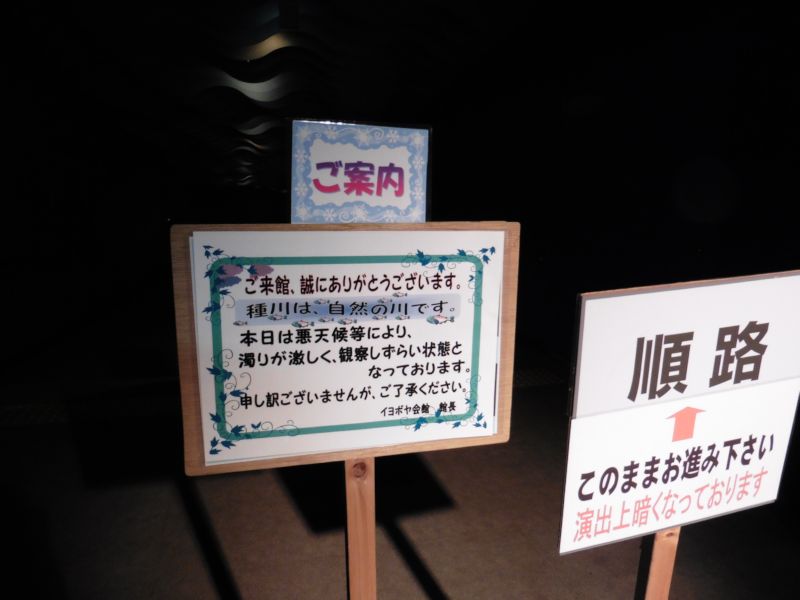 ご案内
ご来館、誠にありがとうございます。
種川は、自然の川です。
本日は悪天候等により、
濁りが激しく、観察しずらい状態と
なっております。
申し訳ございませんが、ご了承ください。
イヨボヤ会館　館長
順路
このままお進み下さい
演出上暗くなっております